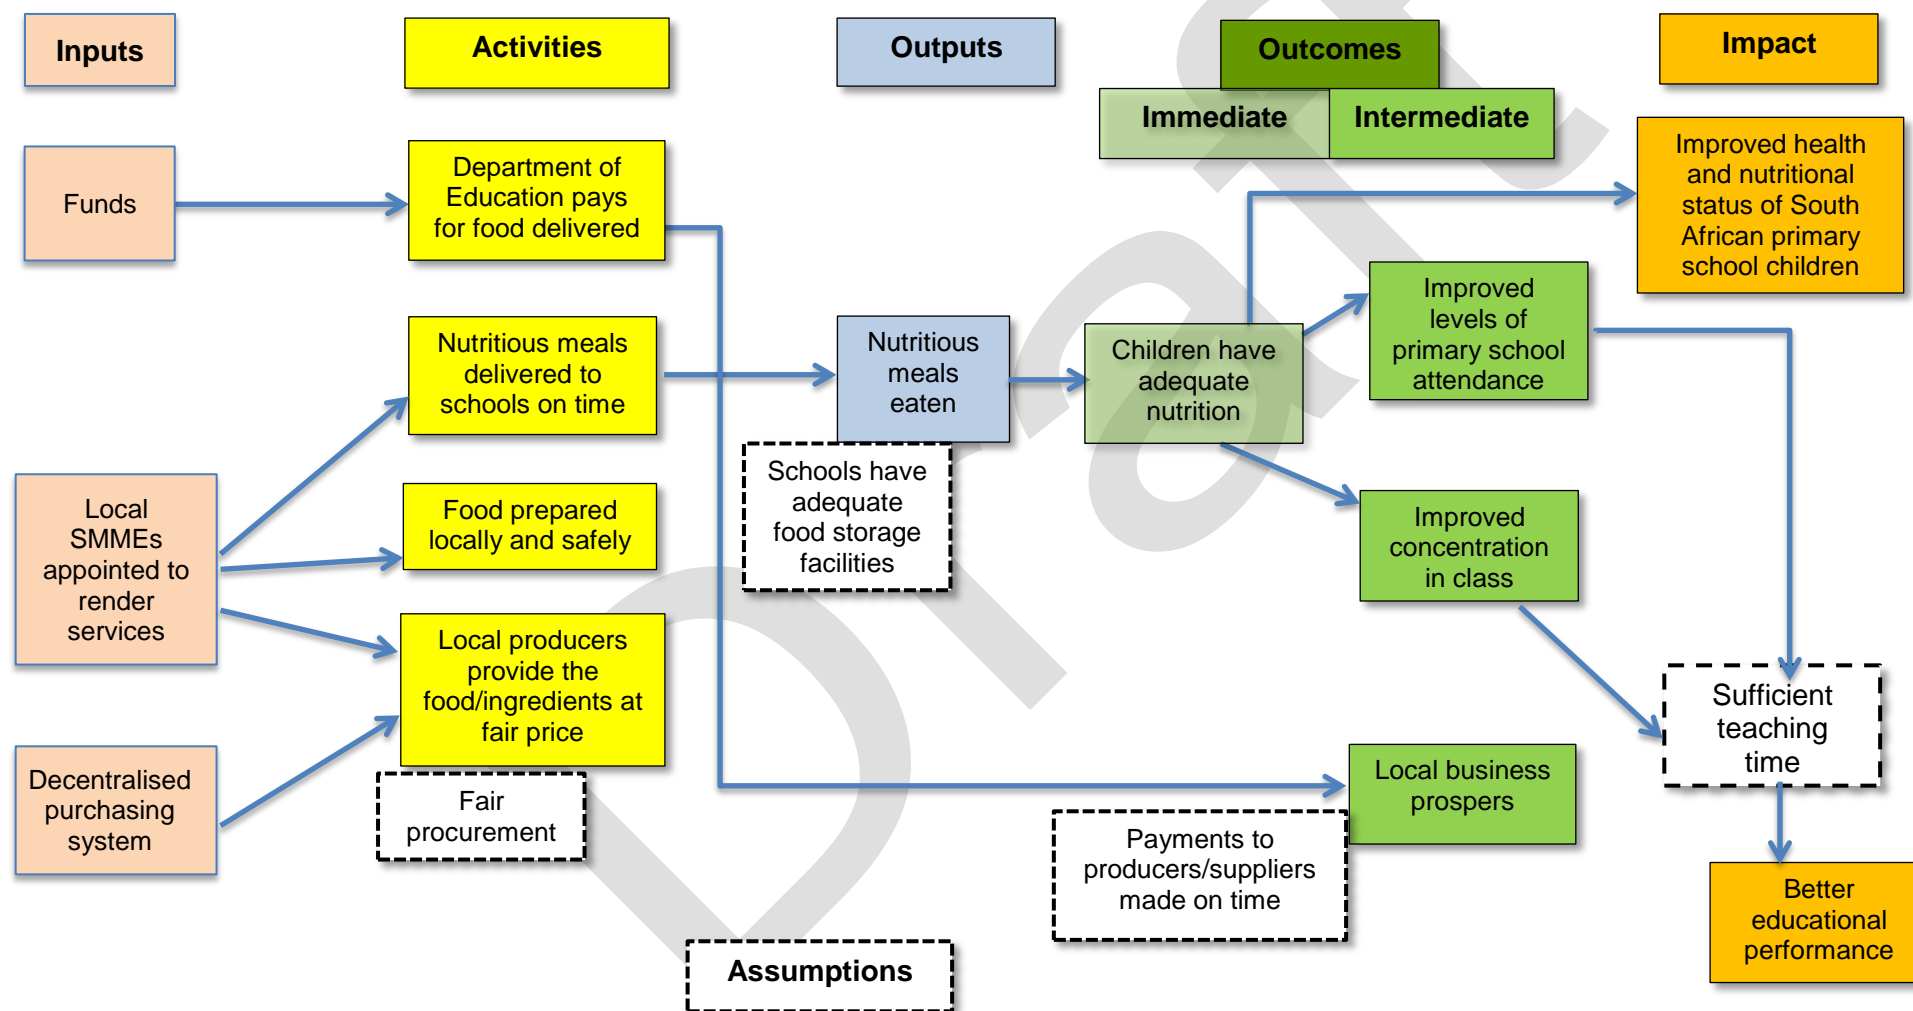 Inputs
Activities
Outputs
Outcomes
Immediate
Intermediate
Impact
Funds
Local
SMMEs
appointed to
render
services
Decentralised
purchasing
system
Department of
Education pays
for food delivered
Nutritious meals
delivered to
schools on time
Food prepared
locally and safely
Local producers
provide the
food/ingredients at
fair price
Fair
procurement
Nutritious
meals
eaten
Schools have
adequate
food storage
facilities
Children have
adequate
nutrition
Improved
levels of
primary school
attendance
Improved
concentration
in class
Local business
prospers
Payments to
producers/suppliers
made on time
Improved health
and nutritional
status of South
African primary
school children
Sufficient
teaching
time
Better
educational
performance
Assumptions
Draft